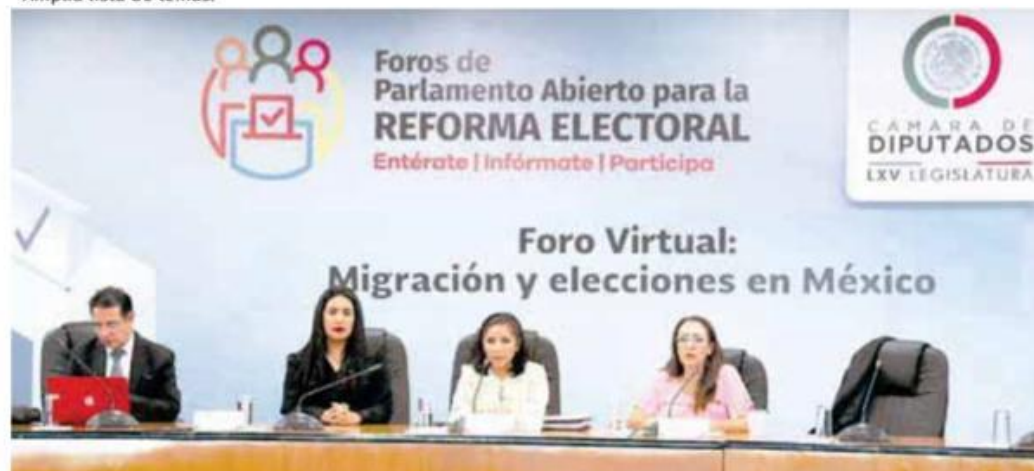 Foros de
Parlamento Abierto para la
REFORMA ELECTORAL
Entérate | Infórmate | Participa
CÁMARA DE
DIPUTADOS
LXV LEGISLATURA
Foro Virtual:
Migración y elecciones en México